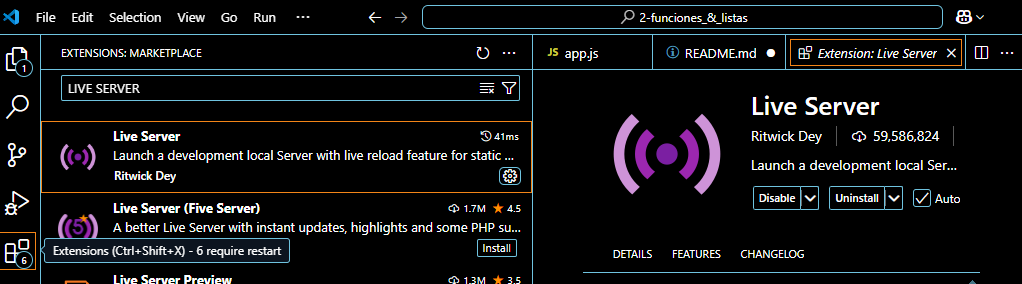 File Edit Selection View Go Run ··· 2-funciones_&_listas
EXTENSIONS: MARKETPLACE ···
JS app.js README.md ● Extension: Live Server ···
1
LIVE SERVER
Live Server 41ms
Launch a development local Server with live reload feature for static ...
Ritwick Dey
Live Server (Five Server) 1.7M 4.5
5
A better Live Server with instant updates, highlights and some PHP su...
Install
Extensions (Ctrl+Shift+X) - 6 require restart
6
Live Server Preview 1.3M 3.5
Live Server
Ritwick Dey 59,586,824
Launch a development local Ser...
Disable Uninstall Auto
DETAILS FEATURES CHANGELOG